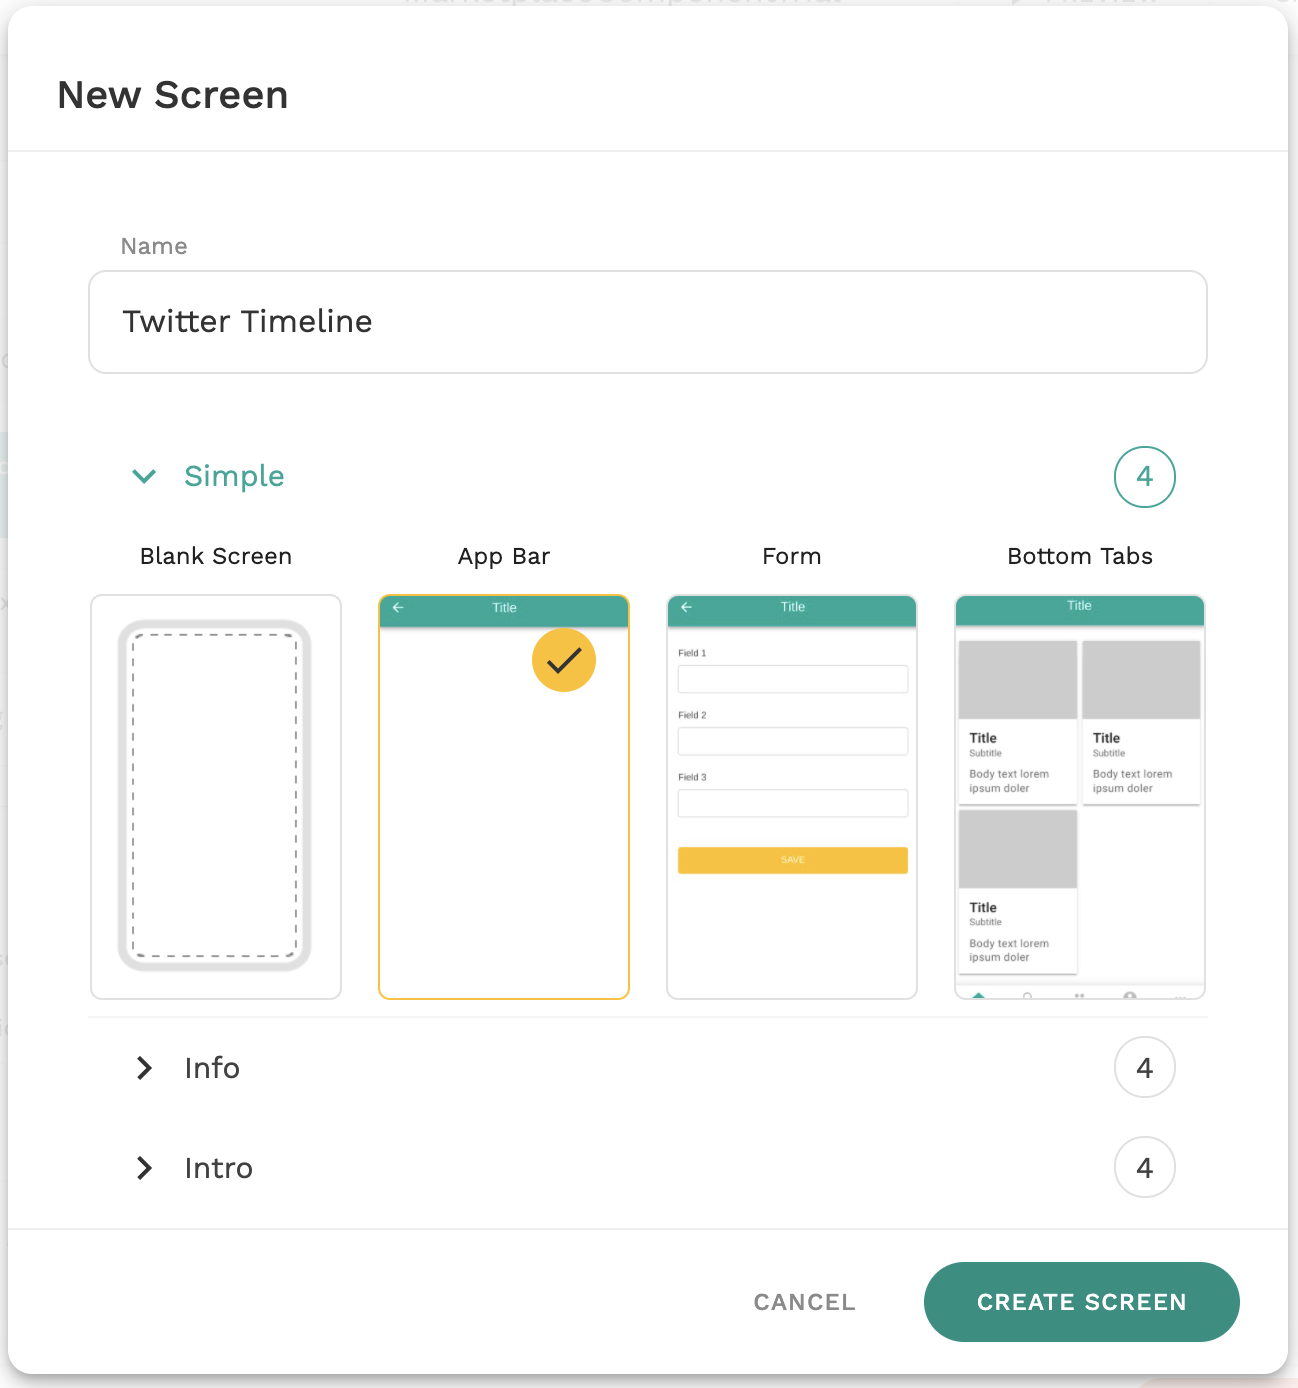 New Screen
Name
Twitter Timeline
Simple
4
Blank Screen
App Bar
Form
Bottom Tabs
Title
Title
Field 1
Field 2
Field 3
SAVE
Title
Title
Subtitle
Body text lorem
ipsum doler
Title
Subtitle
Body text lorem
ipsum doler
Title
Subtitle
Body text lorem
ipsum doler
Info
4
Intro
4
CANCEL
CREATE SCREEN